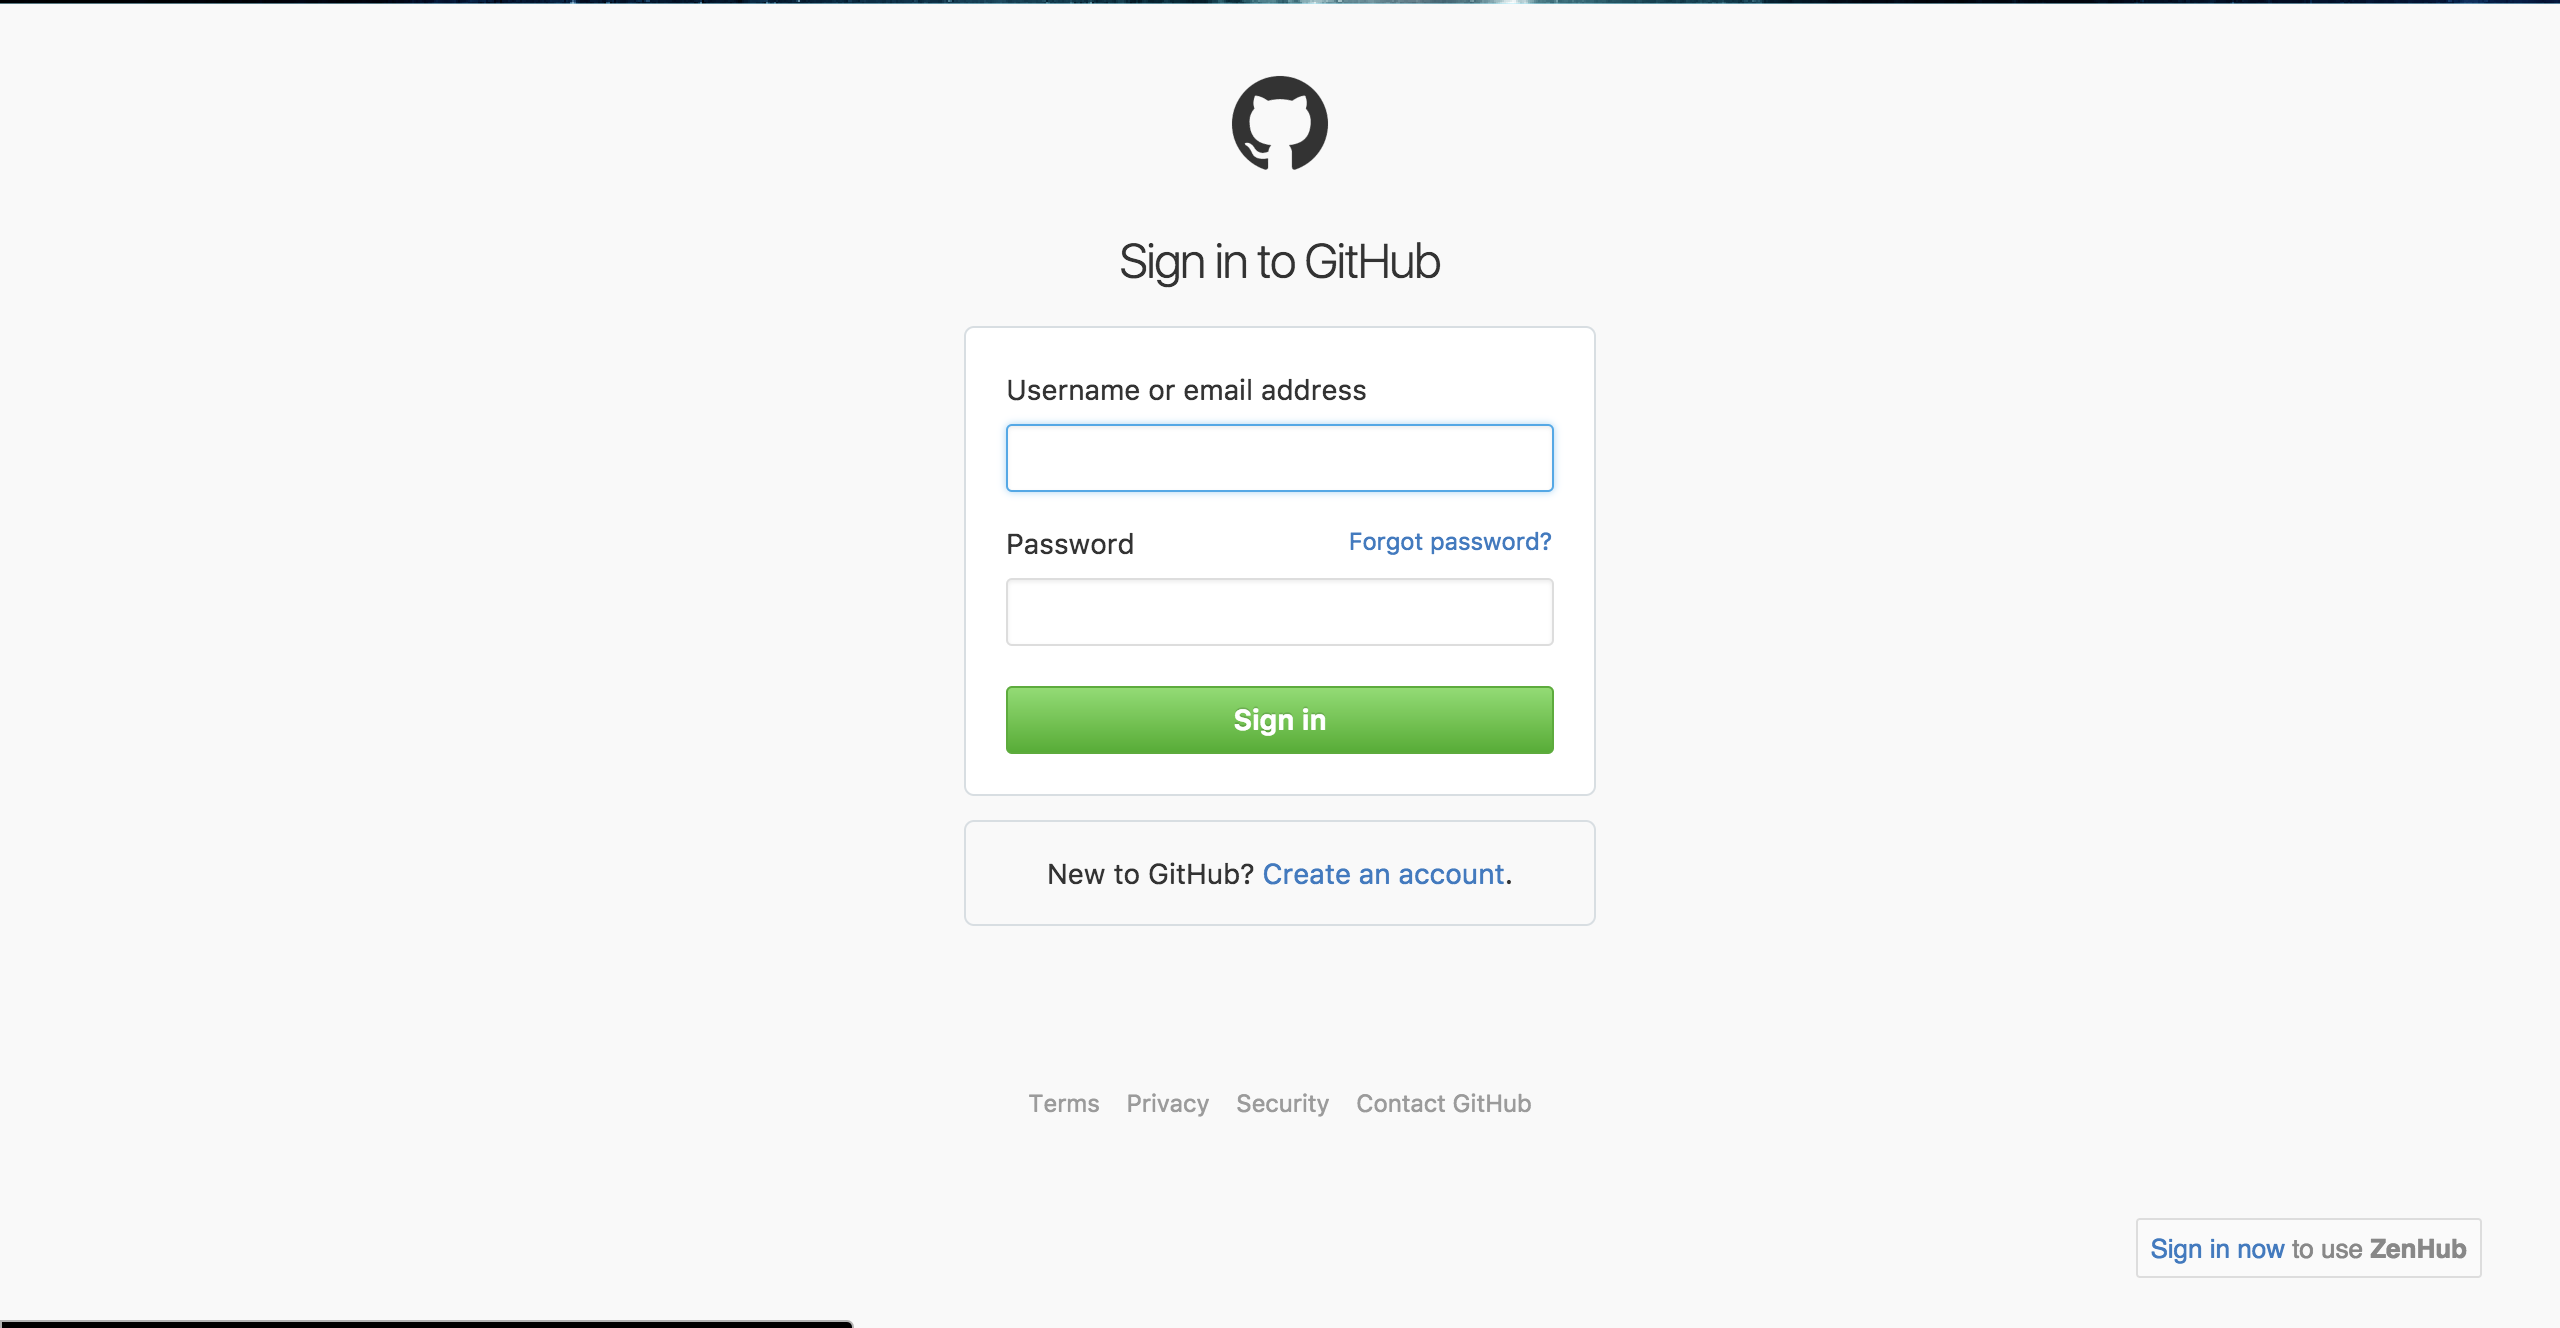 Sign in to GitHub
Username or email address
Password
Forgot password?
Sign in
New to GitHub? Create an account.
Terms Privacy Security Contact GitHub
Sign in now to use ZenHub